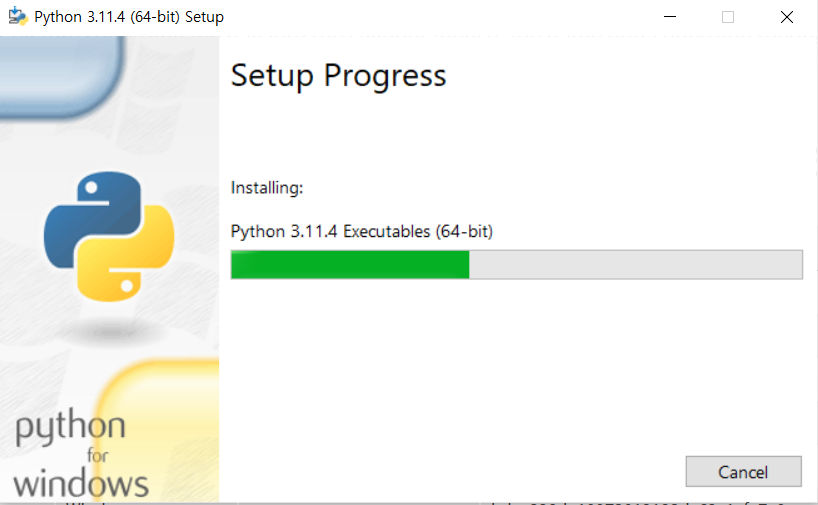 Python 3.11.4 (64-bit) Setup
Setup Progress
Installing:
Python 3.11.4 Executables (64-bit)
python
for
windows
Cancel